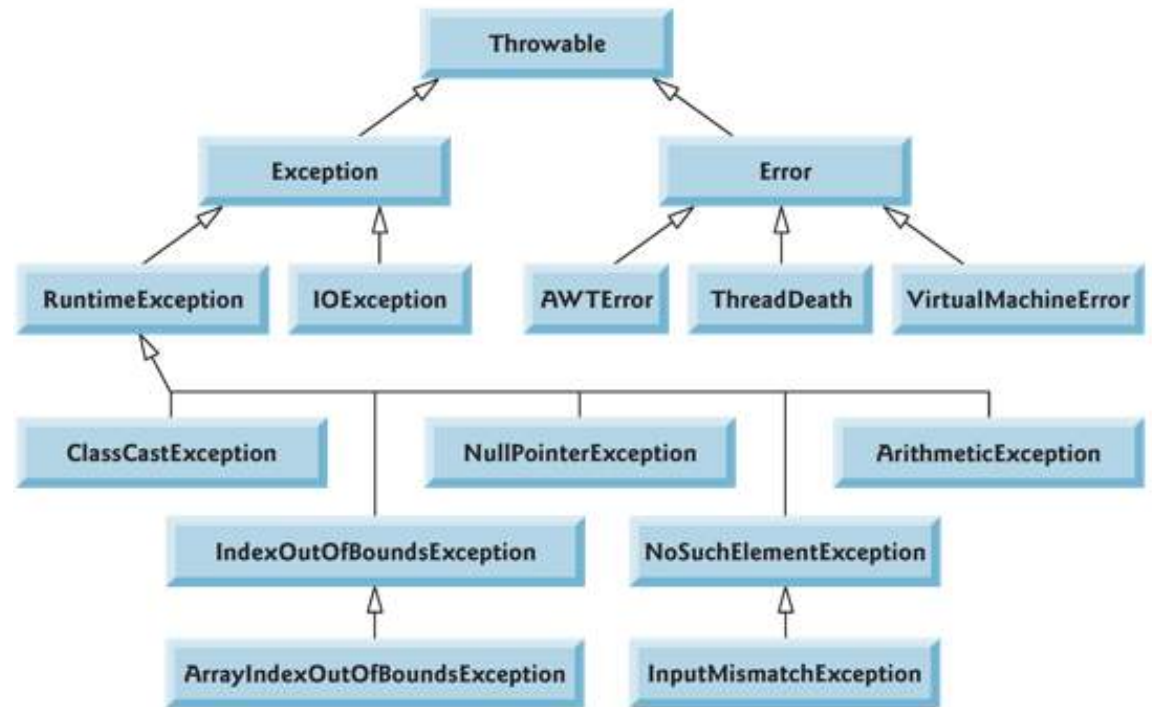 Throwable
Exception
Error
RuntimeException
IOException
AWTError
ThreadDeath
VirtualMachineError
ClassCastException
NullPointerException
ArithmeticException
IndexOutOfBoundsException
NoSuchElementException
ArrayIndexOutOfBoundsException
InputMismatchException